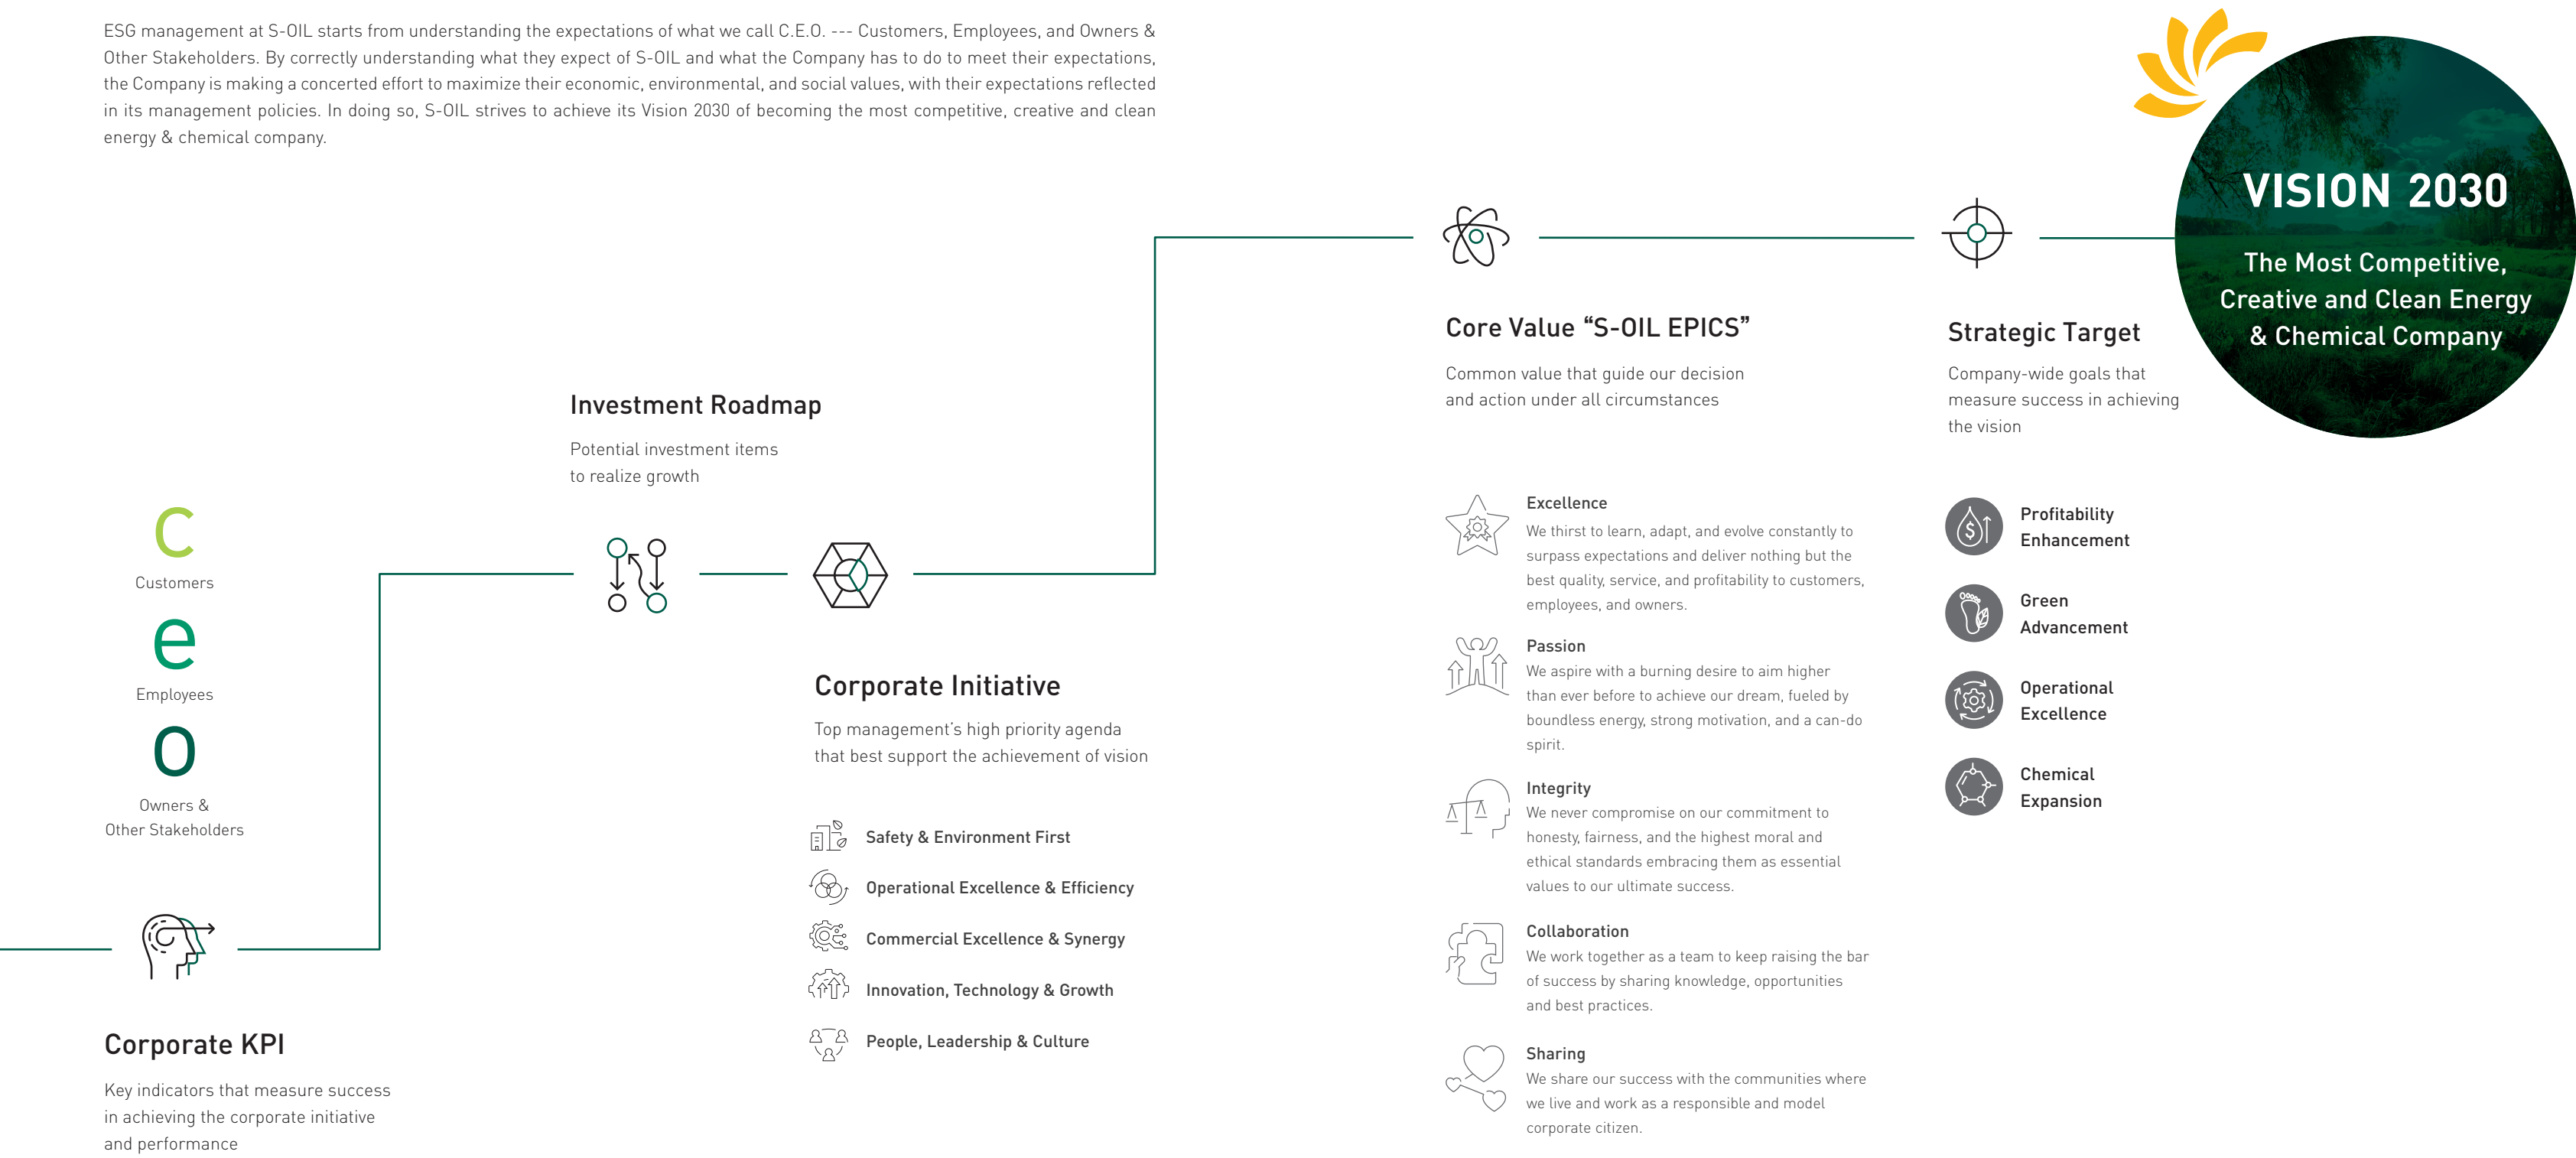 ESG management at S-OIL starts from understanding the expectations of what we call C.E.O. --- Customers, Employees, and Owners &
Other Stakeholders. By correctly understanding what they expect of S-OIL and what the Company has to do to meet their expectations,
the Company is making a concerted effort to maximize their economic, environmental, and social values, with their expectations reflected
in its management policies. In doing so, S-OIL strives to achieve its Vision 2030 of becoming the most competitive, creative and clean
energy & chemical company.
c
Customers
e
Employees
o
Owners &
Other Stakeholders
Corporate KPI
Key indicators that measure success
in achieving the corporate initiative
and performance
Investment Roadmap
Potential investment items
to realize growth
Corporate Initiative
Top management's high priority agenda
that best support the achievement of vision
Safety & Environment First
Operational Excellence & Efficiency
Commercial Excellence & Synergy
Innovation, Technology & Growth
People, Leadership & Culture
Core Value “S-OIL EPICS”
Common value that guide our decision
and action under all circumstances
Excellence
We thirst to learn, adapt, and evolve constantly to
surpass expectations and deliver nothing but the
best quality, service, and profitability to customers,
employees, and owners.
Passion
We aspire with a burning desire to aim higher
than ever before to achieve our dream, fueled by
boundless energy, strong motivation, and a can-do
spirit.
Integrity
We never compromise on our commitment to
honesty, fairness, and the highest moral and
ethical standards embracing them as essential
values to our ultimate success.
Collaboration
We work together as a team to keep raising the bar
of success by sharing knowledge, opportunities
and best practices.
Sharing
We share our success with the communities where
we live and work as a responsible and model
corporate citizen.
Strategic Target
Company-wide goals that
measure success in achieving
the vision
$
Profitability
Enhancement
Green
Advancement
Operational
Excellence
Chemical
Expansion
VISION 2030
The Most Competitive,
Creative and Clean Energy
& Chemical Company